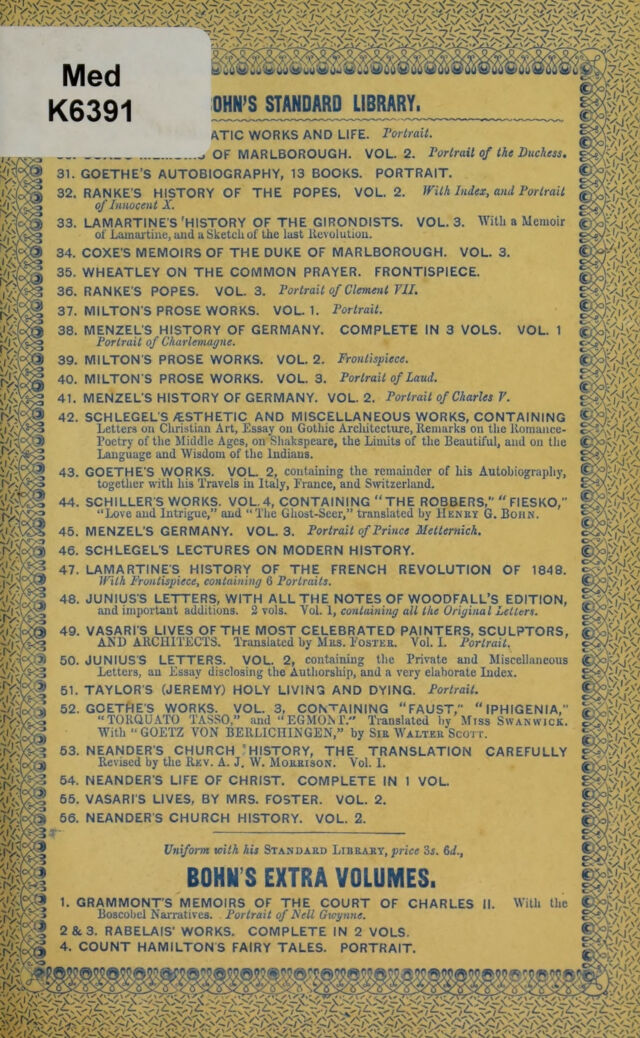 Med
K6391
OHN'S STANDARD LIBRARY.
ATIC WORKS AND LIFE. Portrait.
OF MARLBOROUGH. VOL. 2. Portrait of the Duchess.
31. GOETHE'S AUTOBIOGRAPHY, 13 BOOKS. PORTRAIT.
32. RANKE'S HISTORY OF THE POPES, VOL. 2. With Index, and Portrait
of Innocent X.
33. LAMARTINE'S HISTORY OF THE GIRONDISTS. VOL. 3. With a Memoir
of Lamartine, and a Sketch of the last Revolution.
34. COXE'S MEMOIRS OF THE DUKE OF MARLBOROUGH. VOL. 3.
35. WHEATLEY ON THE COMMON PRAYER. FRONTISPIECE.
36. RANKE'S POPES. VOL. 3. Portrait of Clement VII.
37. MILTON'S PROSE WORKS. VOL. 1. Portrait.
38. MENZEL'S HISTORY OF GERMANY. COMPLETE IN 3 VOLS. VOL. 1
Portrait of Charlemagne.
39. MILTON'S PROSE WORKS. VOL. 2. Frontispiece.
40. MILTON'S PROSE WORKS. VOL. 3. Portrait of Laud.
41. MENZEL'S HISTORY OF GERMANY. VOL. 2. Portrait of Charles V.
42. SCHLEGEL'S ÆSTHETIC AND MISCELLANEOUS WORKS, CONTAINING
Letters on Christian Art, Essay on Gothic Architecture, Remarks on the Romance-
Poetry of the Middle Ages, on Shakspeare, the Limits of the Beautiful, and on the
Language and Wisdom of the Indians.
43. GOETHE'S WORKS. VOL. 2, containing the remainder of his Autobiography,
together with his Travels in Italy, France, and Switzerland.
44. SCHILLER'S WORKS. VOL. 4, CONTAINING "THE ROBBERS," "FIESKO,"
"Love and Intrigue," and "The Ghost-Seer," translated by HENRY G. BOHN.
45. MENZEL'S GERMANY. VOL. 3. Portrait of Prince Metternich.
46. SCHLEGEL'S LECTURES ON MODERN HISTORY.
47. LAMARTINE'S HISTORY OF THE FRENCH REVOLUTION OF 1848.
With Frontispiece, containing 6 Portraits.
48. JUNIUS'S LETTERS, WITH ALL THE NOTES OF WOODFALL'S EDITION,
and important additions. 2 vols. Vol. 1, containing all the Original Letters.
49. VASARI'S LIVES OF THE MOST CELEBRATED PAINTERS, SCULPTORS,
AND ARCHITECTS. Translated by MRS. FOSTER. Vol. I. Portrait.
50. JUNIUS'S LETTERS. VOL. 2, containing the Private and Miscellaneous
Letters, an Essay disclosing the Authorship, and a very elaborate Index.
51. TAYLOR'S (JEREMY) HOLY LIVING AND DYING. Portrait.
52. GOETHE'S WORKS. VOL. 3, CONTAINING "FAUST," "IPHIGENIA,"
"TORQUATO TASSO," and "EGMONT." Translated by MISS SWANWICK.
With "GOETZ VON BERLICHINGEN," by SIR WALTER SCOTT.
53. NEANDER'S CHURCH HISTORY, THE TRANSLATION CAREFULLY
Revised by the REV. A. J. W. MORRISON. Vol. I.
54. NEANDER'S LIFE OF CHRIST. COMPLETE IN 1 VOL.
55. VASARI'S LIVES, BY MRS. FOSTER. VOL. 2.
56. NEANDER'S CHURCH HISTORY. VOL. 2.
Uniform with his STANDARD LIBRARY, price 3s. 6d.,
BOHN'S EXTRA VOLUMES.
1. GRAMMONT'S MEMOIRS OF THE COURT OF CHARLES II. With the
Boscobel Narratives. Portrait of Nell Gwynne.
2 & 3. RABELAIS' WORKS. COMPLETE IN 2 VOLS.
4. COUNT HAMILTON'S FAIRY TALES. PORTRAIT.